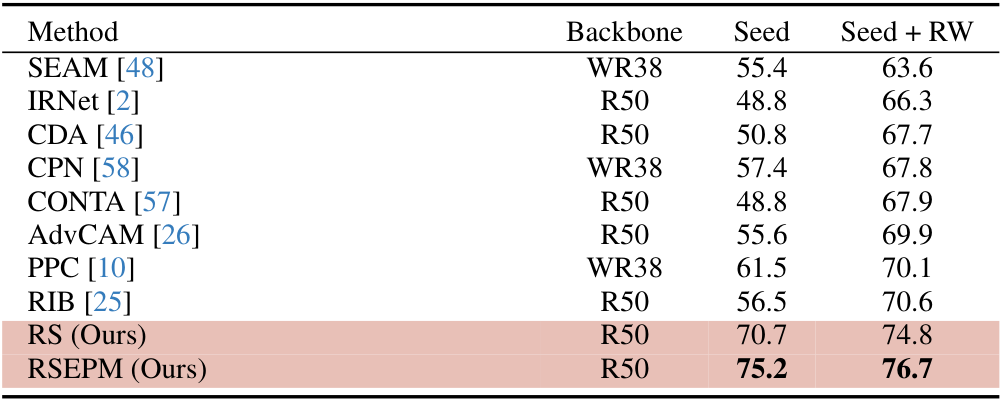 Method Backbone Seed Seed + RW
SEAM [48] WR38 55.4 63.6
IRNet [2] R50 48.8 66.3
CDA [46] R50 50.8 67.7
CPN [58] WR38 57.4 67.8
CONTA [57] R50 48.8 67.9
AdvCAM [26] R50 55.6 69.9
PPC [10] WR38 61.5 70.1
RIB [25] R50 56.5 70.6
RS (Ours) R50 70.7 74.8
RSEPM (Ours) R50 75.2 76.7